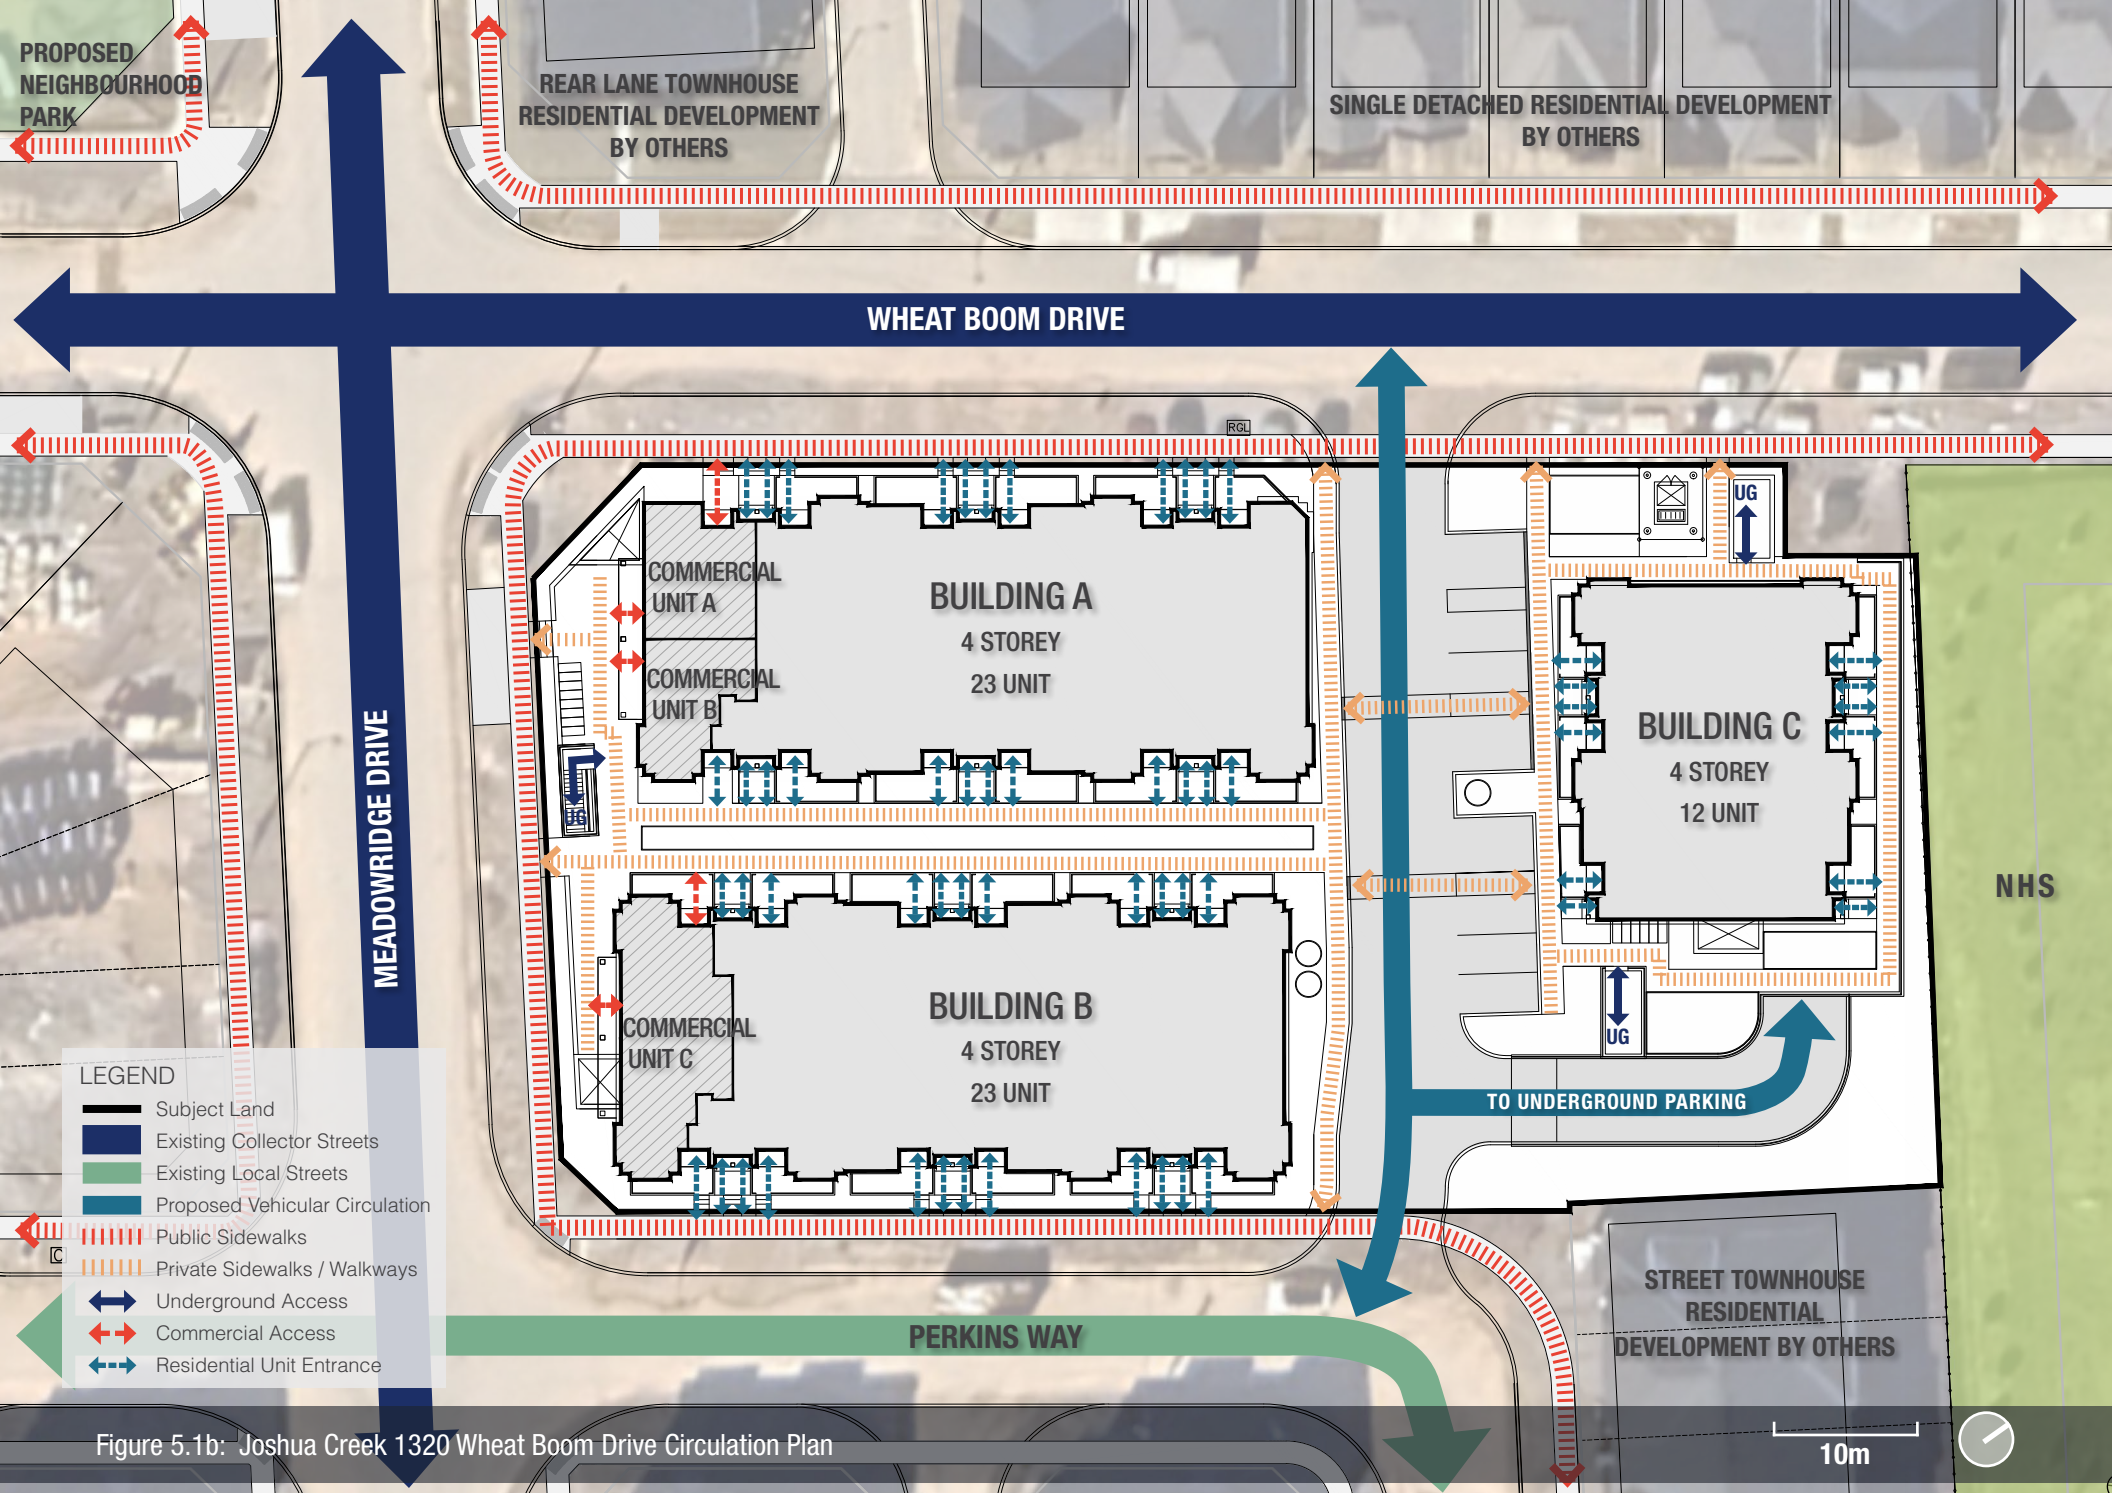 PROPOSED
NEIGHBOURHOOD
PARK
REAR LANE TOWNHOUSE
RESIDENTIAL DEVELOPMENT
BY OTHERS
SINGLE DETACHED RESIDENTIAL DEVELOPMENT
BY OTHERS
WHEAT BOOM DRIVE
RGL
UG
COMMERCIAL
UNIT A
COMMERCIAL
UNIT B
BUILDING A
4 STOREY
23 UNIT
BUILDING C
4 STOREY
12 UNIT
MEADOWRIDGE DRIVE
UG
NHS
COMMERCIAL
UNIT C
BUILDING B
4 STOREY
23 UNIT
UG
TO UNDERGROUND PARKING
LEGEND
Subject Land
Existing Collector Streets
Existing Local Streets
Proposed Vehicular Circulation
Public Sidewalks
Private Sidewalks / Walkways
Underground Access
Commercial Access
Residential Unit Entrance
PERKINS WAY
STREET TOWNHOUSE
RESIDENTIAL
DEVELOPMENT BY OTHERS
Figure 5.1b: Joshua Creek 1320 Wheat Boom Drive Circulation Plan
10m